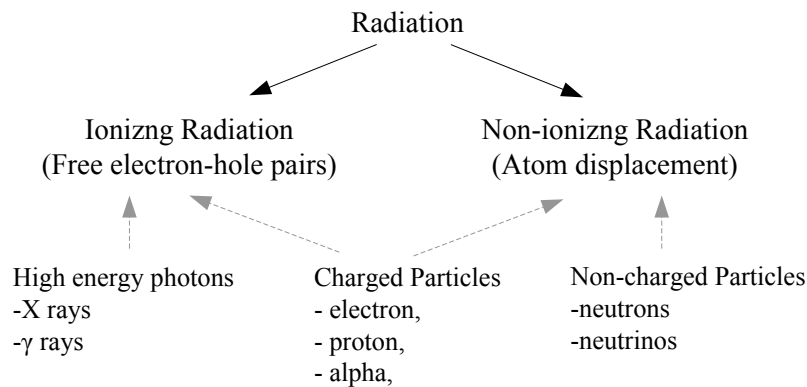 Radiation
Ionizng Radiation
(Free electron-hole pairs)
Non-ionizng Radiation
(Atom displacement)
High energy photons
-X rays
-γ rays
Charged Particles
- electron,
- proton,
- alpha,
Non-charged Particles
-neutrons
-neutrinos